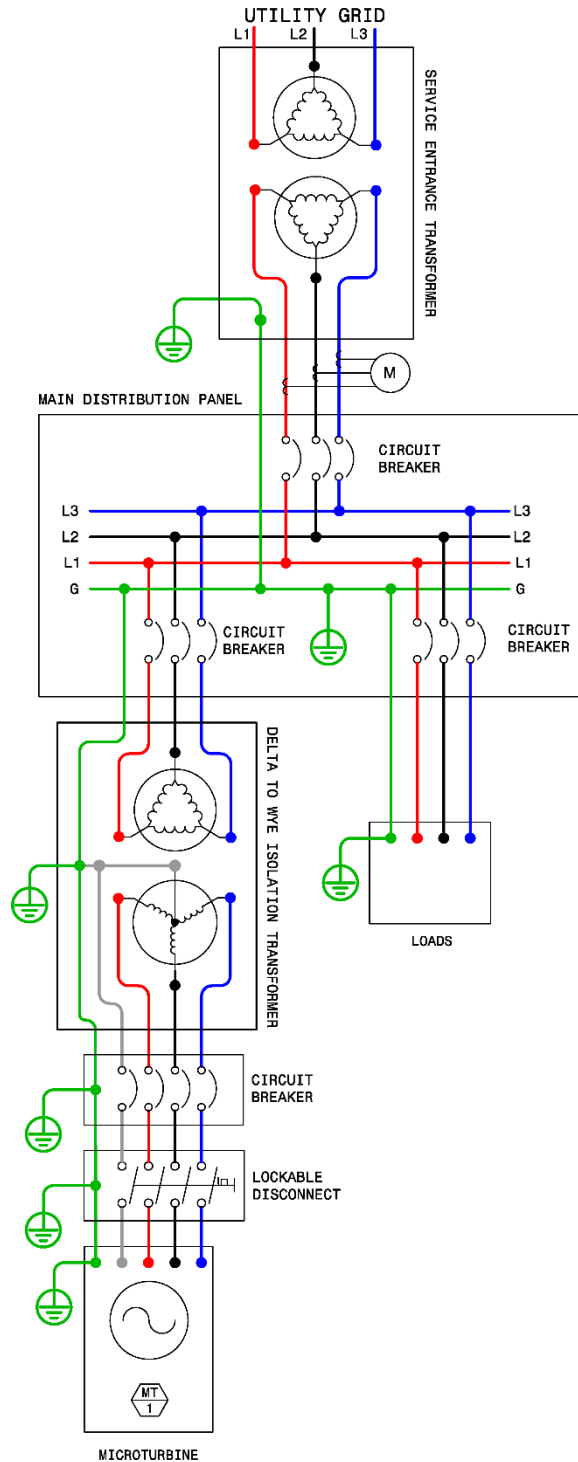 UTILITY GRID
L1
L2
L3
SERVICE ENTRANCE TRANSFORMER
M
MAIN DISTRIBUTION PANEL
CIRCUIT
BREAKER
L3
L3
L2
L2
L1
L1
G
G
CIRCUIT
BREAKER
CIRCUIT
BREAKER
DELTA TO WYE ISOLATION TRANSFORMER
LOADS
CIRCUIT
BREAKER
LOCKABLE
DISCONNECT
MT
1
MICROTURBINE